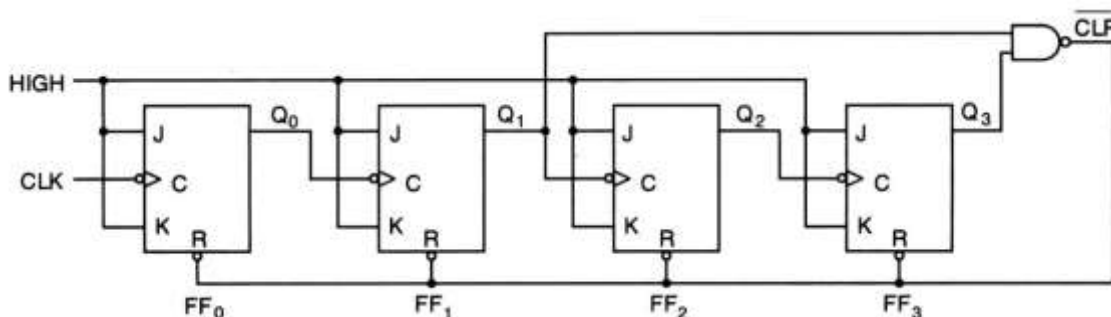 CLR
HIGH
Q0 Q1 Q2 Q3
J J J J
CLK C C C C
K K K K
R R R R
FF0 FF1 FF2 FF3